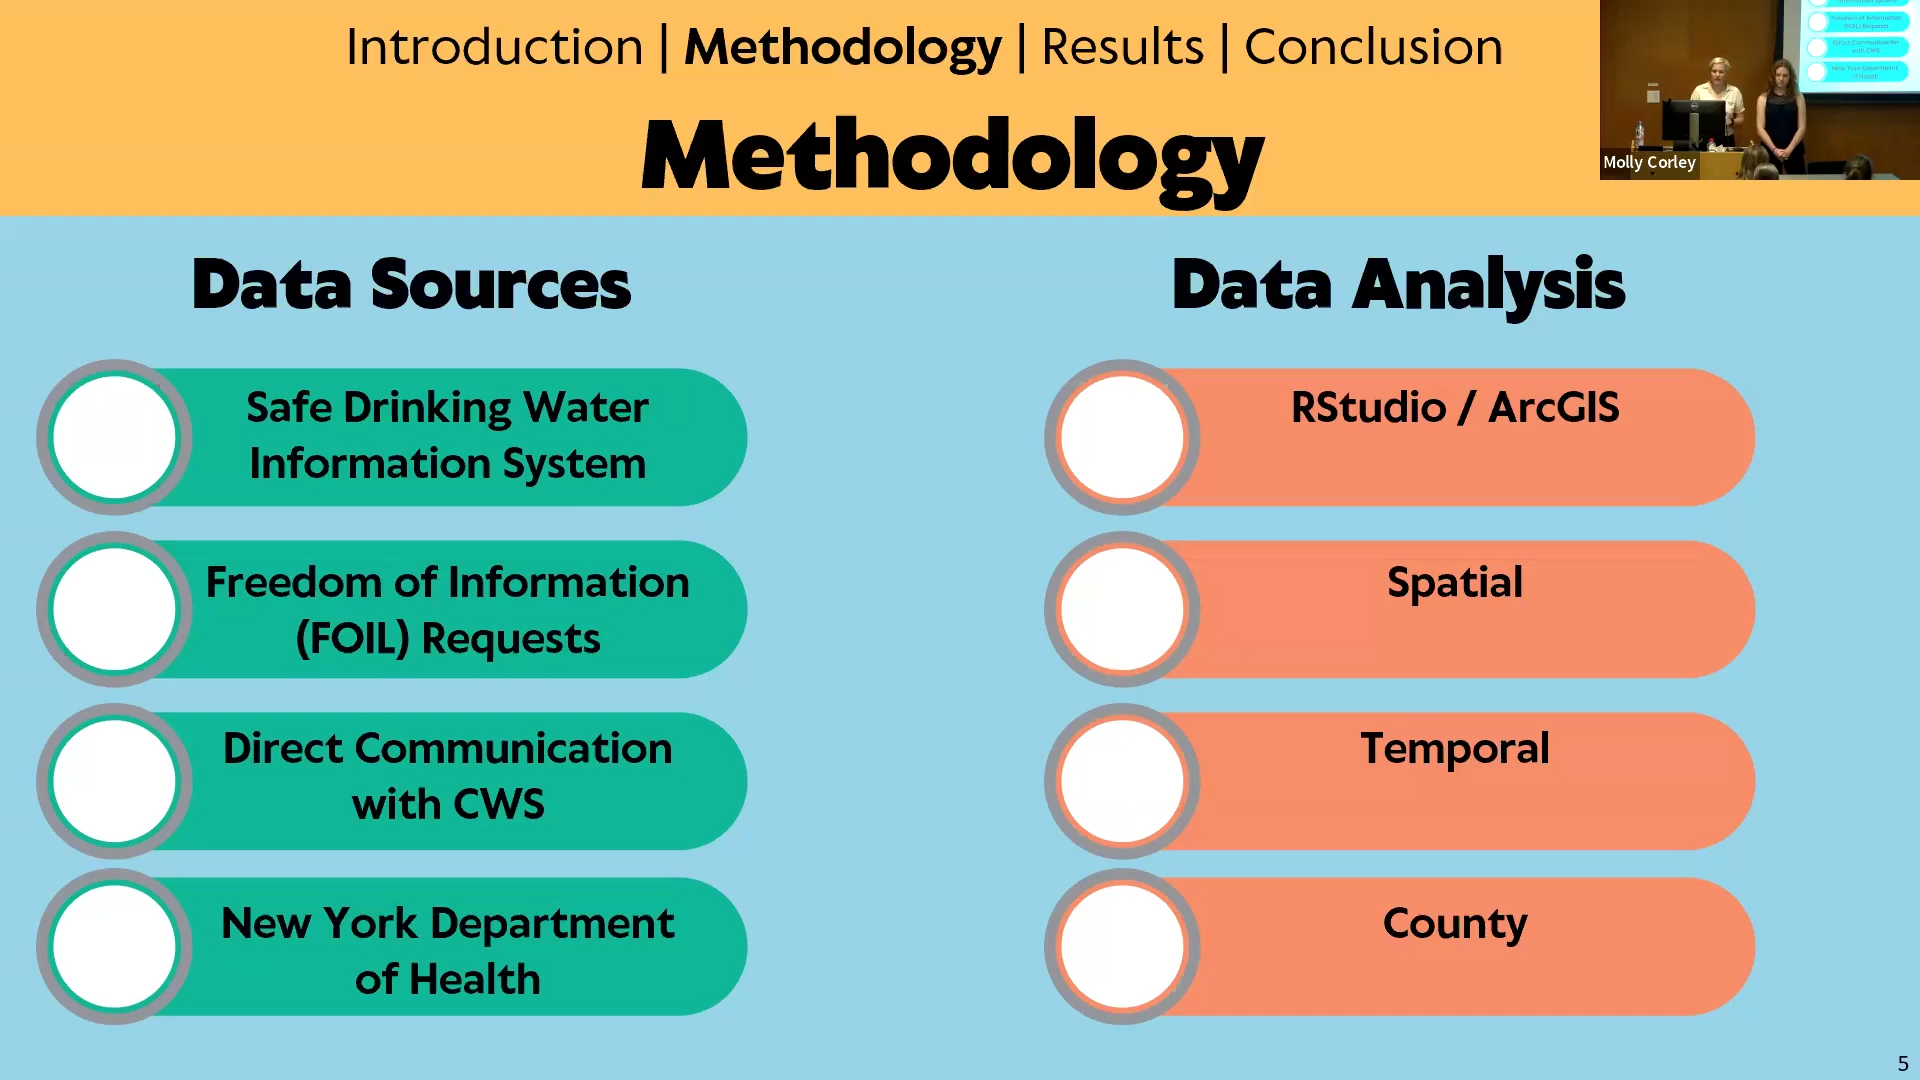 Introduction | Methodology | Results | Conclusion
Methodology
Molly Corley
Data Sources
Safe Drinking Water
Information System
Freedom of Information
(FOIL) Requests
Direct Communication
with CWS
New York Department
of Health
Data Analysis
RStudio / ArcGIS
Spatial
Temporal
County
5